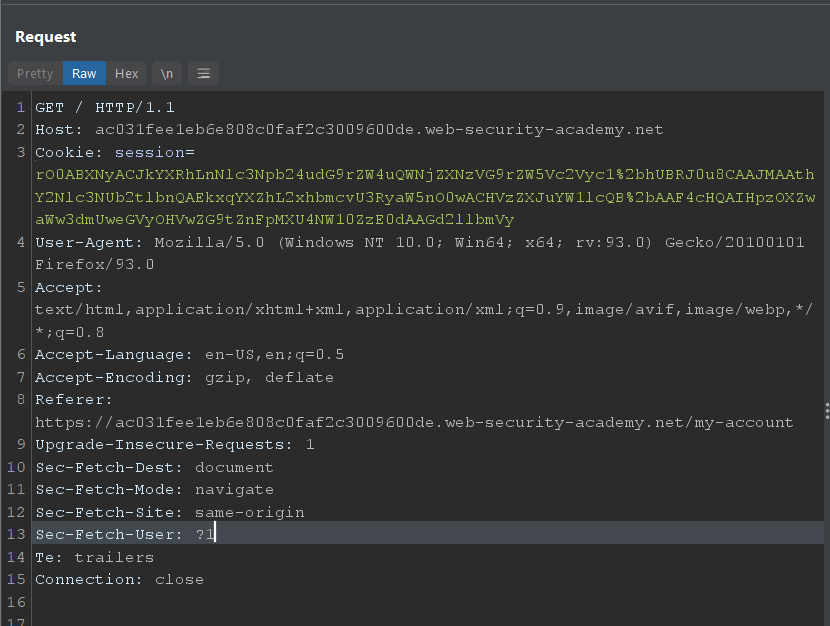 Request
Pretty Raw Hex \n
1 GET / HTTP/1.1
2 Host: ac031fee1eb6e808c0faf2c3009600de.web-security-academy.net
3 Cookie: session=
rO0ABXNyACJkYXRhLnNlc3Npb24udG9rZW4uQWNjZXNzVG9rZW5Vc2Vyc1%2bhUBRJ0u8CAAJMAAth
Y2Nlc3NUb2tlbnQAEkxqYXZhL2xhbmcvU3RyaW5nO0wACHVzZXJuYW1lcQB%2bAAF4cHQAIHpzOXZw
aWw3dmUweGVyOHVwZG9tZnFpMXU4NW10ZzE0dAAGd2llbmVy
4 User-Agent: Mozilla/5.0 (Windows NT 10.0; Win64; x64; rv:93.0) Gecko/20100101
Firefox/93.0
5 Accept:
text/html,application/xhtml+xml,application/xml;q=0.9,image/avif,image/webp,*/
*;q=0.8
6 Accept-Language: en-US,en;q=0.5
7 Accept-Encoding: gzip, deflate
8 Referer:
https://ac031fee1eb6e808c0faf2c3009600de.web-security-academy.net/my-account
9 Upgrade-Insecure-Requests: 1
10 Sec-Fetch-Dest: document
11 Sec-Fetch-Mode: navigate
12 Sec-Fetch-Site: same-origin
13 Sec-Fetch-User: ?1
14 Te: trailers
15 Connection: close
16
17